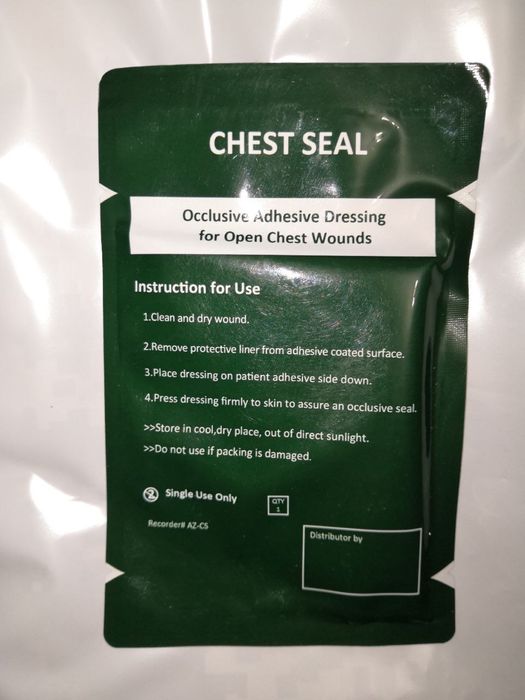 CHEST SEAL
Occlusive Adhesive Dressing
for Open Chest Wounds
Instruction for Use
1.Clean and dry wound.
2.Remove protective liner from adhesive coated surface.
3.Place dressing on patient adhesive side down.
4.Press dressing firmly to skin to assure an occlusive seal.
>>Store in cool,dry place, out of direct sunlight.
>>Do not use if packing is damaged.
2 Single Use Only
QTY
1
Recorder# AZ-CS
Distributor by